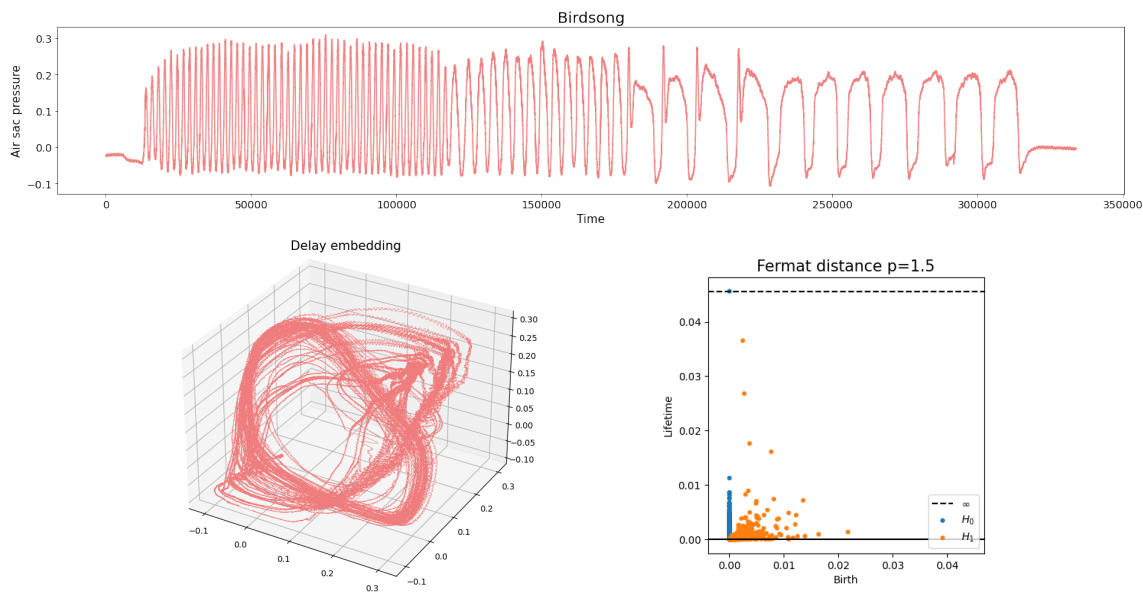 Birdsong
Air sac pressure
0.3
0.2
0.1
0.0
−0.1
0 50000 100000 150000 200000 250000 300000 350000
Time
Delay embedding
0.30
0.25
0.20
0.15
0.10
0.05
0.00
−0.05
−0.10
−0.1 0.0 0.1 0.2 0.3
−0.1 0.0 0.1 0.2 0.3
Fermat distance p=1.5
Lifetime
0.04
0.03
0.02
0.01
0.00
∞
H₀
H₁
0.00 0.01 0.02 0.03 0.04
Birth